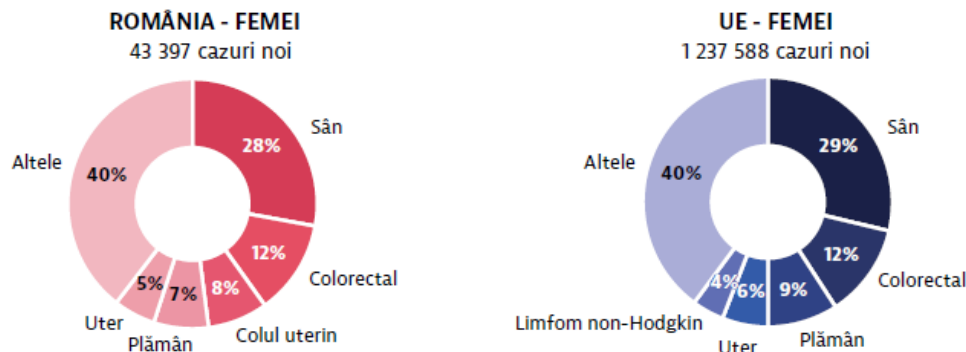 ROMÂNIA - FEMEI
43 397 cazuri noi
Sân
28%
Altele
40%
12%
Colorectal
5%
7%
8%
Uter
Plămân
Colul uterin
UE - FEMEI
1 237 588 cazuri noi
Sân
29%
Altele
40%
12%
Colorectal
4%
6%
9%
Limfom non-Hodgkin
Uter
Plămân